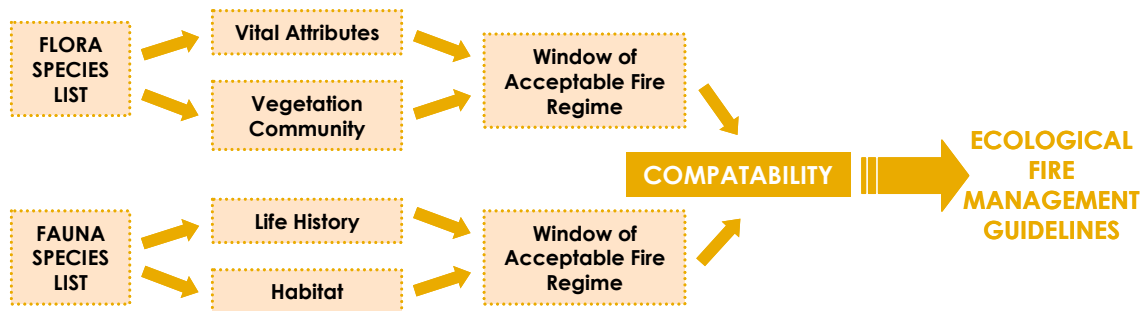 FLORA
SPECIES
LIST
Vital Attributes
Vegetation
Community
Window of
Acceptable Fire
Regime
COMPATABILITY
ECOLOGICAL
FIRE
MANAGEMENT
GUIDELINES
FAUNA
SPECIES
LIST
Life History
Habitat
Window of
Acceptable Fire
Regime